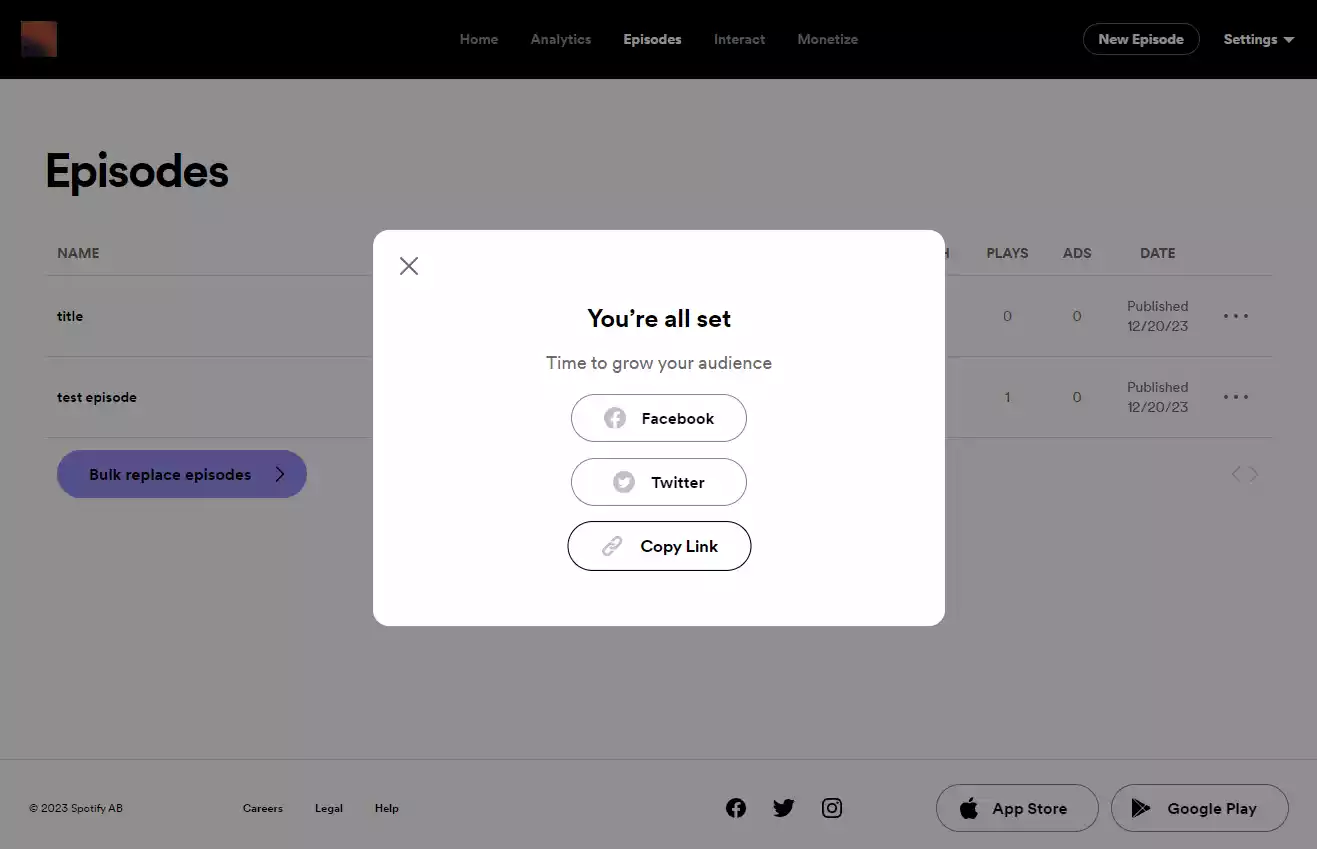 Home Analytics Episodes Interact Monetize New Episode Settings
Episodes
NAME PLAYS ADS DATE
You’re all set
title 0 0 Published
12/20/23
Time to grow your audience
test episode 1 0 Published
12/20/23
Facebook
Bulk replace episodes
Twitter
Copy Link
© 2023 Spotify AB Careers Legal Help App Store Google Play